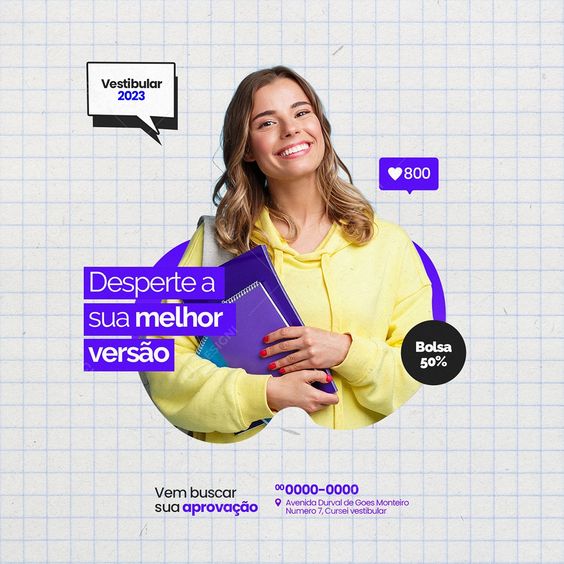 Vestibular
2023
800
Desperte a
sua melhor
versão
Bolsa
50%
Vem buscar
sua aprovação
00 0000-0000
Avenida Durval de Goes Monteiro
Numero 7, Cursei vestibular